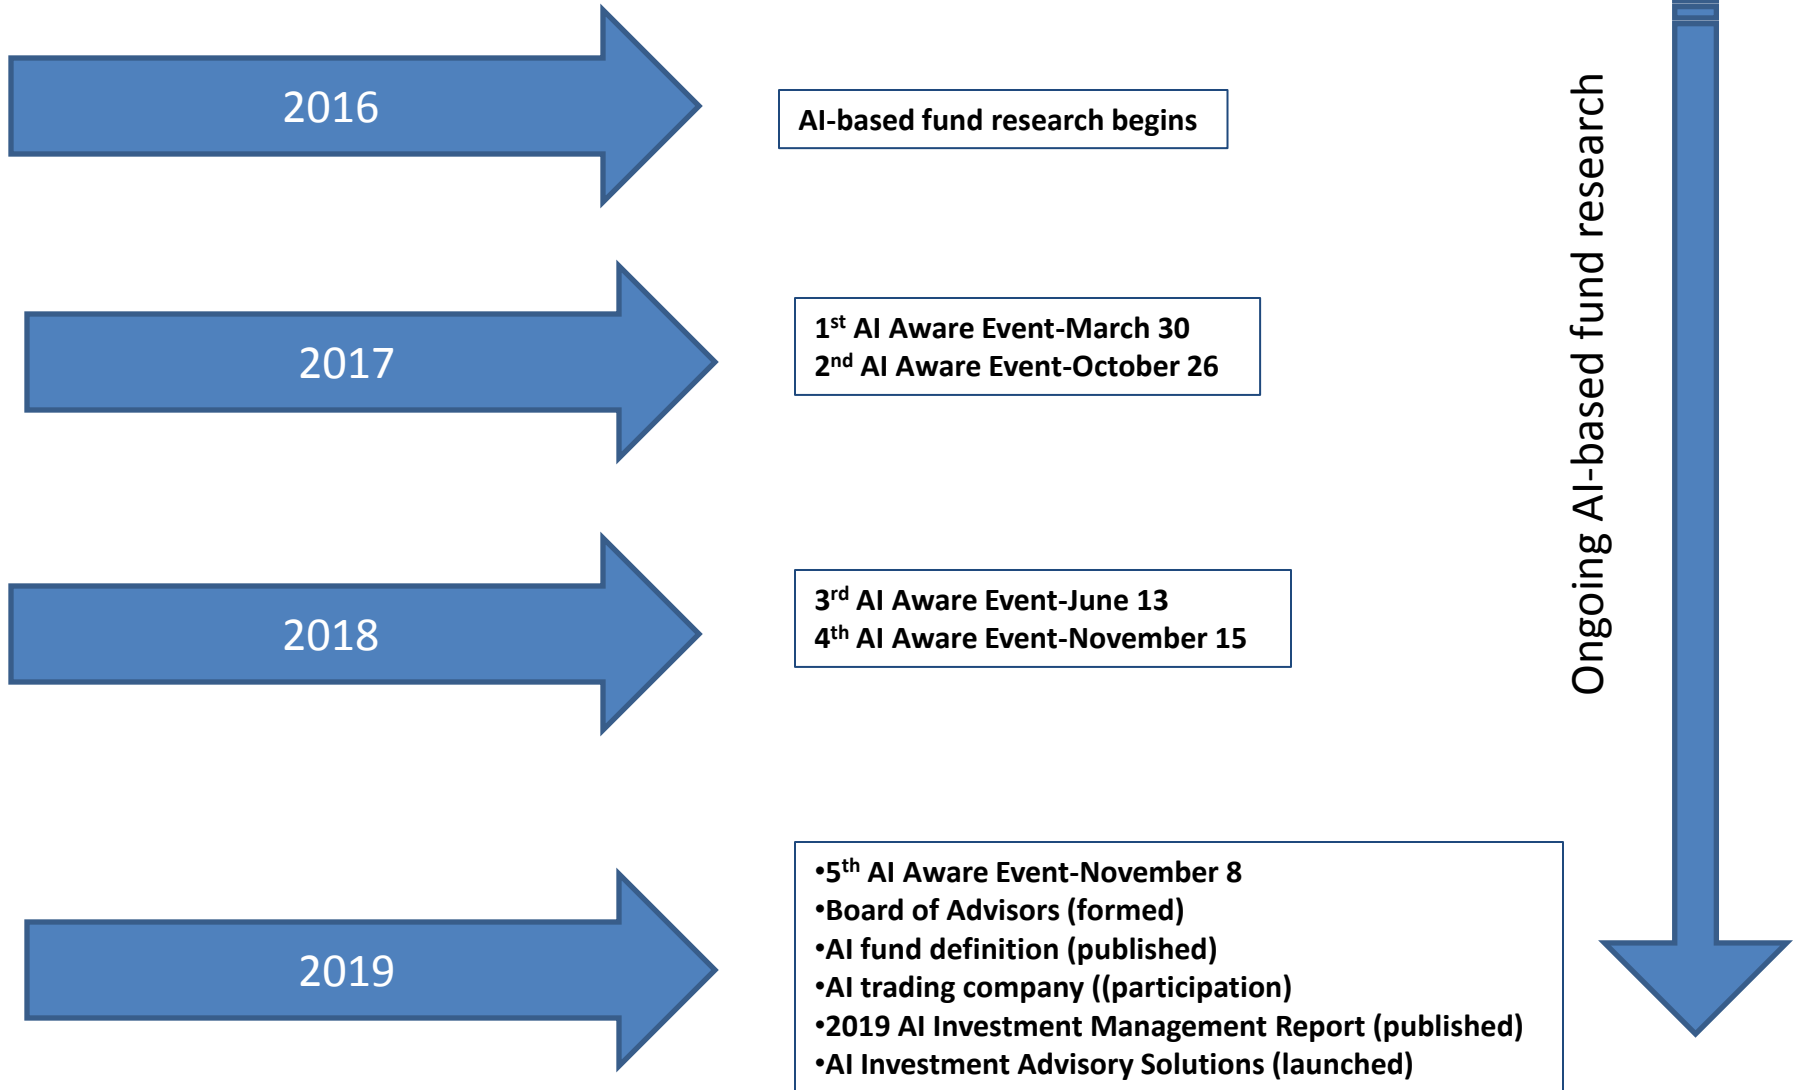 2016
AI-based fund research begins
2017
1st AI Aware Event-March 30
2nd AI Aware Event-October 26
2018
3rd AI Aware Event-June 13
4th AI Aware Event-November 15
2019
•5th AI Aware Event-November 8
•Board of Advisors (formed)
•AI fund definition (published)
•AI trading company ((participation)
•2019 AI Investment Management Report (published)
•AI Investment Advisory Solutions (launched)
Ongoing AI-based fund research